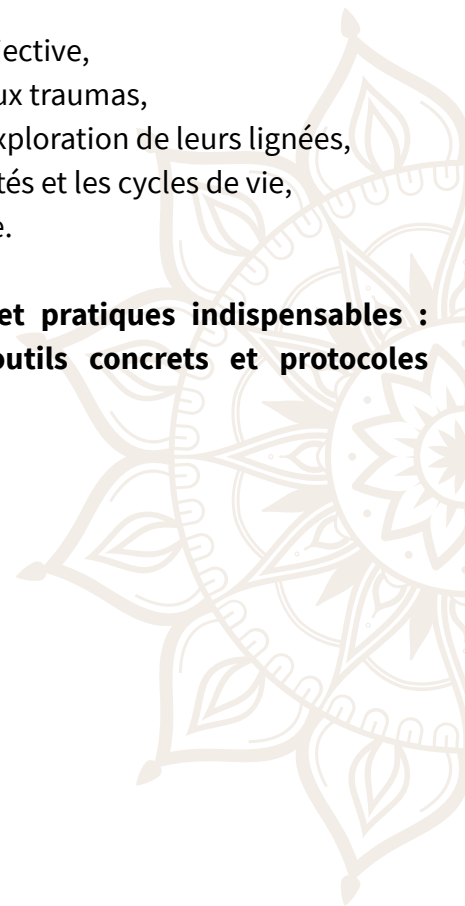 jective,
ux traumas,
xploration de leurs lignées,
tés et les cycles de vie,
e.
et pratiques indispensables :
outils concrets et protocoles